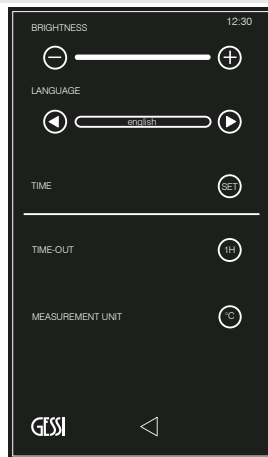 12:30
BRIGHTNESS
LANGUAGE
english
TIME
SET
TIME-OUT
1H
MEASUREMENT UNIT
°C
GESSI